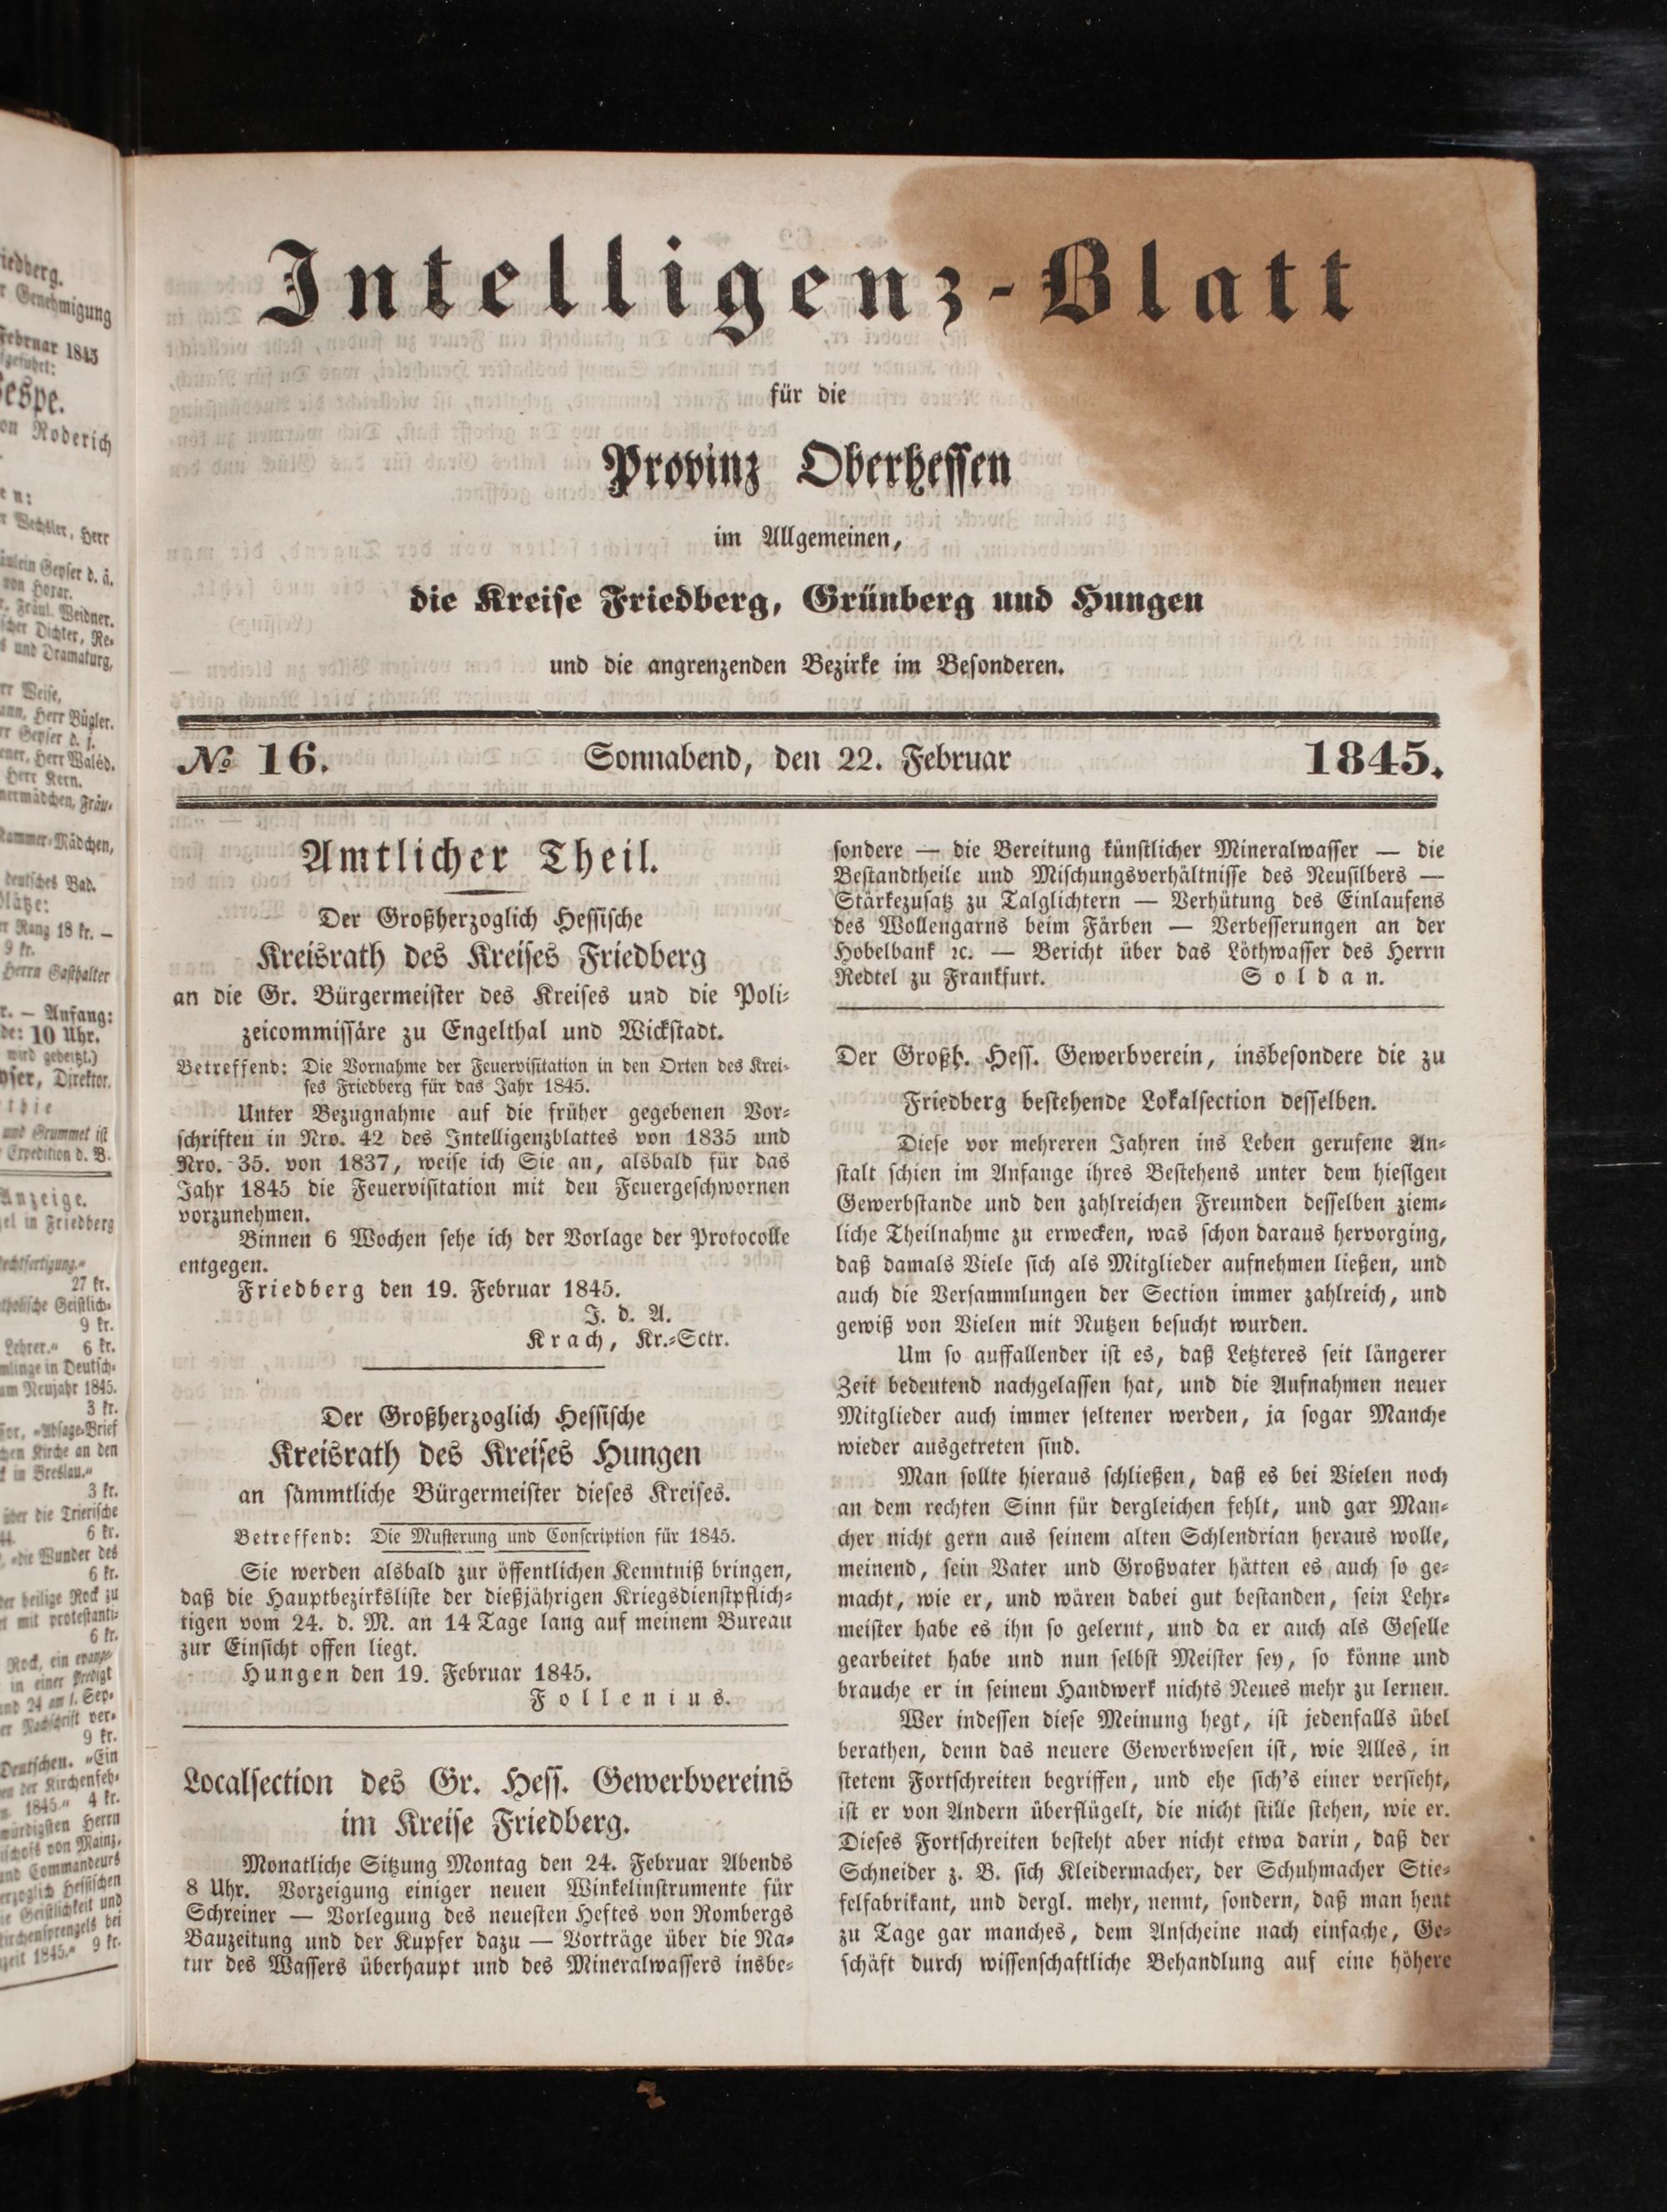 Intelligenz-Blatt
für die
Provinz Oberhessen
im Allgemeinen,
die Kreise Friedberg, Grünberg und Hungen
und die angrenzenden Bezirke im Besonderen.
№ 16. Sonnabend, den 22. Februar 1845.
Amtlicher Theil.
Der Großherzoglich Hessische
Kreisrath des Kreises Friedberg
an die Gr. Bürgermeister des Kreises und die Poli-
zeicommissäre zu Engelthal und Wickstadt.
Betreffend: Die Vornahme der Feuervisitation in den Orten des Krei-
ses Friedberg für das Jahr 1845.
Unter Bezugnahme auf die früher gegebenen Vor-
schriften in Nro. 42 des Intelligenzblattes von 1835 und
Nro. 35. von 1837, weise ich Sie an, alsbald für das
Jahr 1845 die Feuervisitation mit den Feuergeschwornen
vorzunehmen.
Binnen 6 Wochen sehe ich der Vorlage der Protocolle
entgegen.
Friedberg den 19. Februar 1845.
J. d. A.
Krach, Kr.-Sctr.
Der Großherzoglich Hessische
Kreisrath des Kreises Hungen
an sämmtliche Bürgermeister dieses Kreises.
Betreffend: Die Musterung und Conscription für 1845.
Sie werden alsbald zur öffentlichen Kenntniß bringen,
daß die Hauptbezirksliste der dießjährigen Kriegsdienstpflich-
tigen vom 24. d. M. an 14 Tage lang auf meinem Bureau
zur Einsicht offen liegt.
Hungen den 19. Februar 1845.
Follenius.
Localsection des Gr. Hess. Gewerbvereins
im Kreise Friedberg.
Monatliche Sitzung Montag den 24. Februar Abends
8 Uhr. Vorzeigung einiger neuen Winkelinstrumente für
Schreiner — Vorlegung des neuesten Heftes von Rombergs
Bauzeitung und der Kupfer dazu — Vorträge über die Na-
tur des Wassers überhaupt und des Mineralwassers insbe-
sondere — die Bereitung künstlicher Mineralwasser — die
Bestandtheile und Mischungsverhältnisse des Neusilbers —
Stärkezusatz zu Talglichtern — Verhütung des Einlaufens
des Wollengarns beim Färben — Verbesserungen an der
Hobelbank ꝛc. — Bericht über das Löthwasser des Herrn
Redtel zu Frankfurt. Soldan.
Der Großh. Hess. Gewerbverein, insbesondere die zu
Friedberg bestehende Lokalsection desselben.
Diese vor mehreren Jahren ins Leben gerufene An-
stalt schien im Anfange ihres Bestehens unter dem hiesigen
Gewerbstande und den zahlreichen Freunden desselben ziem-
liche Theilnahme zu erwecken, was schon daraus hervorging,
daß damals Viele sich als Mitglieder aufnehmen ließen, und
auch die Versammlungen der Section immer zahlreich, und
gewiß von Vielen mit Nutzen besucht wurden.
Um so auffallender ist es, daß Letzteres seit längerer
Zeit bedeutend nachgelassen hat, und die Aufnahmen neuer
Mitglieder auch immer seltener werden, ja sogar Manche
wieder ausgetreten sind.
Man sollte hieraus schließen, daß es bei Vielen noch
an dem rechten Sinn für dergleichen fehlt, und gar Man-
cher nicht gern aus seinem alten Schlendrian heraus wolle,
meinend, sein Vater und Großvater hätten es auch so ge-
macht, wie er, und wären dabei gut bestanden, sein Lehr-
meister habe es ihn so gelernt, und da er auch als Geselle
gearbeitet habe und nun selbst Meister sey, so könne und
brauche er in seinem Handwerk nichts Neues mehr zu lernen.
Wer indessen diese Meinung hegt, ist jedenfalls übel
berathen, denn das neuere Gewerbwesen ist, wie Alles, in
stetem Fortschreiten begriffen, und ehe sich's einer versieht,
ist er von Andern überflügelt, die nicht stille stehen, wie er.
Dieses Fortschreiten besteht aber nicht etwa darin, daß der
Schneider z. B. sich Kleidermacher, der Schuhmacher Stie-
felfabrikant, und dergl. mehr, nennt, sondern, daß man heut
zu Tage gar manches, dem Anscheine nach einfache, Ge-
schäft durch wissenschaftliche Behandlung auf eine höhere